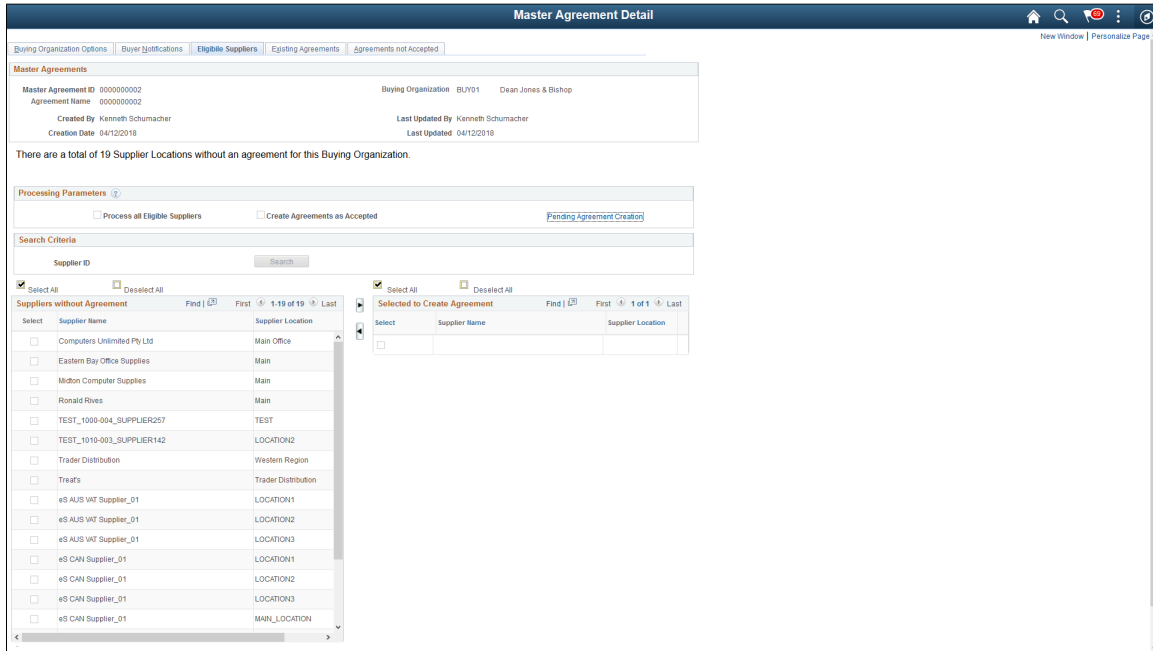 Master Agreement Detail
69
New Window | Personalize Page
Buying Organization Options Buyer Notifications Eligibile Suppliers Existing Agreements Agreements not Accepted
Master Agreements
Master Agreement ID 0000000002 Buying Organization BUY01 Dean Jones & Bishop
Agreement Name 0000000002
Created By Kenneth Schumacher Last Updated By Kenneth Schumacher
Creation Date 04/12/2018 Last Updated 04/12/2018
There are a total of 19 Supplier Locations without an agreement for this Buying Organization.
Processing Parameters ?
Process all Eligible Suppliers Create Agreements as Accepted Pending Agreement Creation
Search Criteria
Supplier ID Search
Select All Deselect All Select All Deselect All
Suppliers without Agreement Find | First 1-19 of 19 Last Selected to Create Agreement Find | First 1 of 1 Last
Select Supplier Name Supplier Location Select Supplier Name Supplier Location
Computers Unlimited Pty Ltd Main Office
Eastern Bay Office Supplies Main
Midton Computer Supplies Main
Ronald Rives Main
TEST_1000-004_SUPPLIER257 TEST
TEST_1010-003_SUPPLIER142 LOCATION2
Trader Distribution Western Region
Treat's Trader Distribution
eS AUS VAT Supplier_01 LOCATION1
eS AUS VAT Supplier_01 LOCATION2
eS AUS VAT Supplier_01 LOCATION3
eS CAN Supplier_01 LOCATION1
eS CAN Supplier_01 LOCATION2
eS CAN Supplier_01 LOCATION3
eS CAN Supplier_01 MAIN_LOCATION